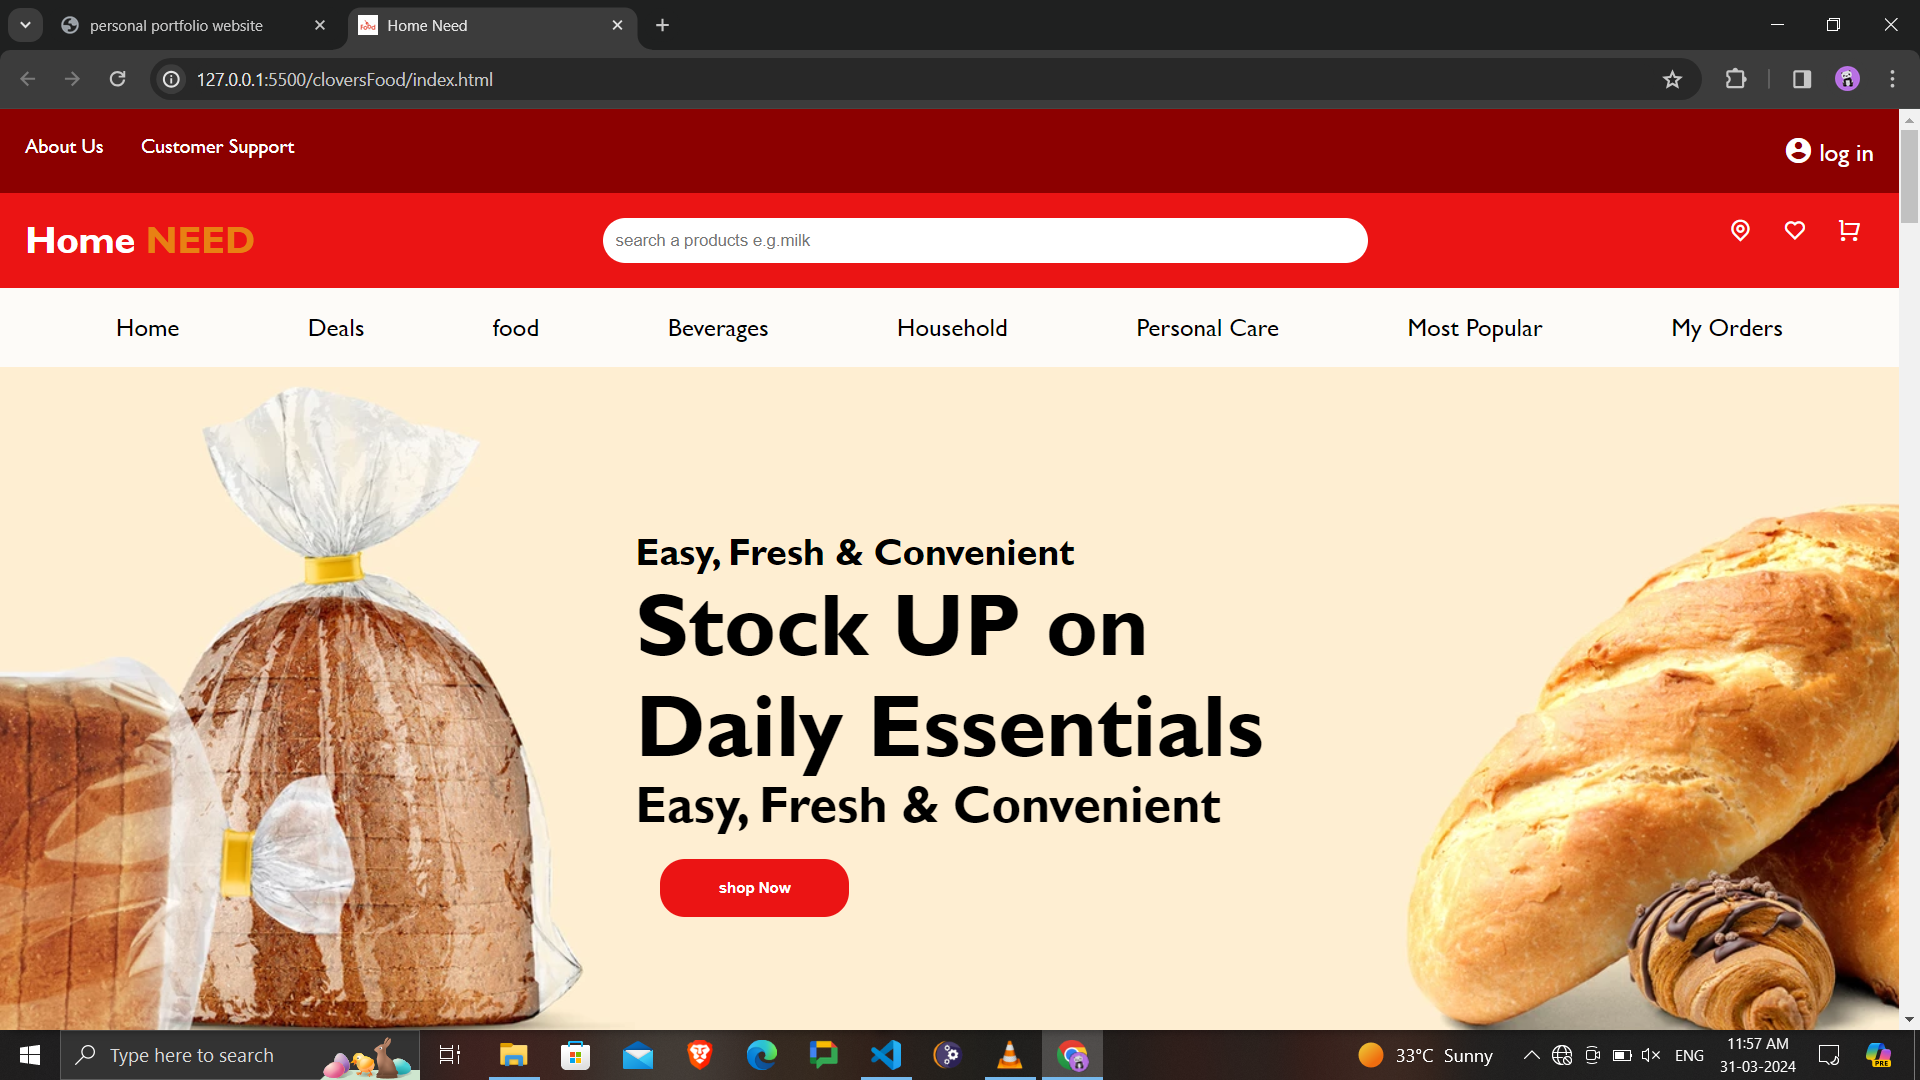 personal portfolio website
Food
Home Need
127.0.0.1:5500/cloversFood/index.html
About Us
Customer Support
log in
Home NEED
search a products e.g.milk
Home
Deals
food
Beverages
Household
Personal Care
Most Popular
My Orders
Easy, Fresh & Convenient
Stock UP on
Daily Essentials
Easy, Fresh & Convenient
shop Now
Type here to search
33°C Sunny
ENG
11:57 AM
31-03-2024
PRE